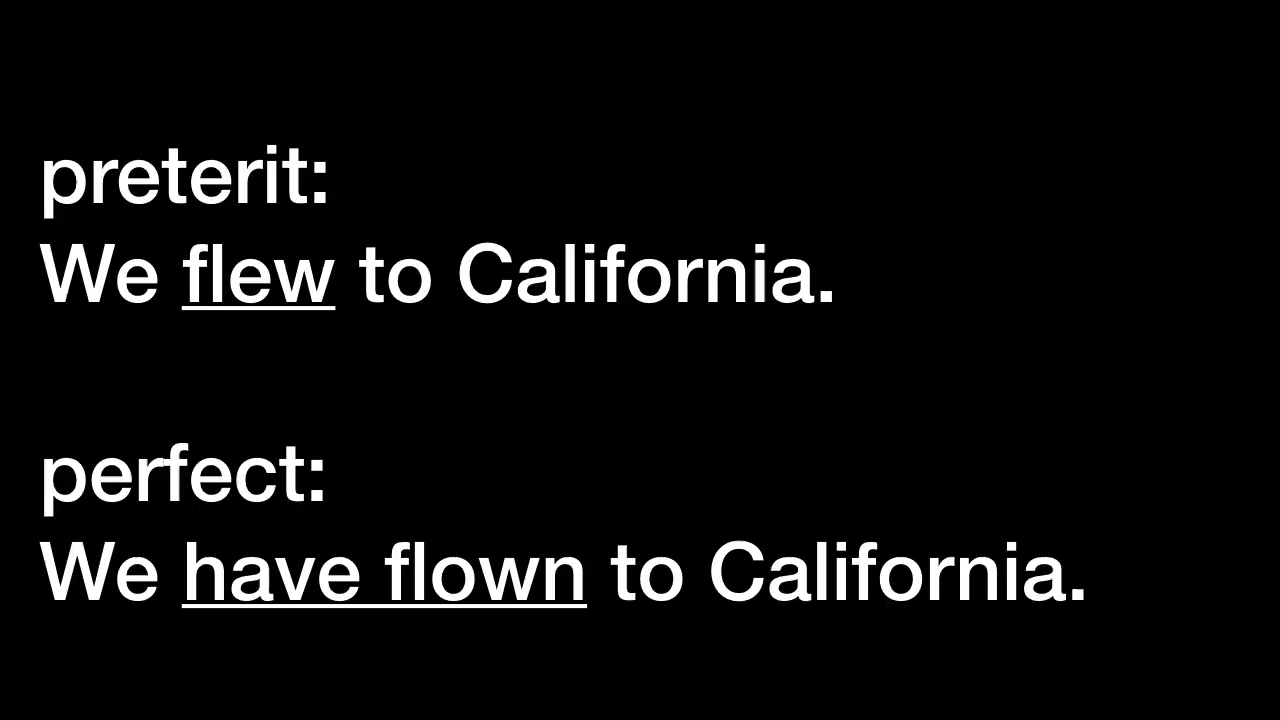 preterit:
We flew to California.
perfect:
We have flown to California.